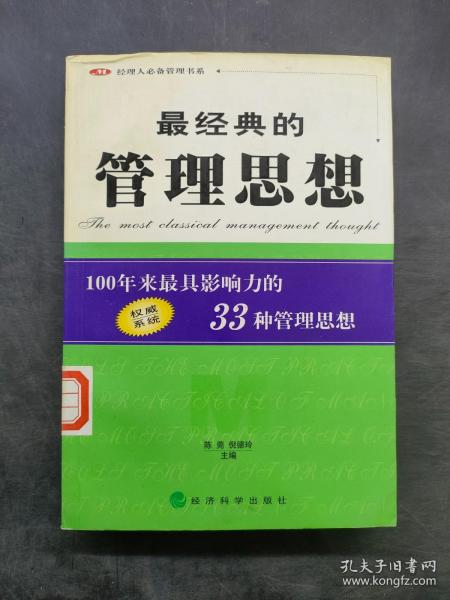 经理人必备管理书系
最经典的
管理思想
The most classical management thought
100年来最具影响力的
33种管理思想
权威
系统
陈莞 倪德玲
主编
经济科学出版社
孔夫子旧书网
www.kongfz.com